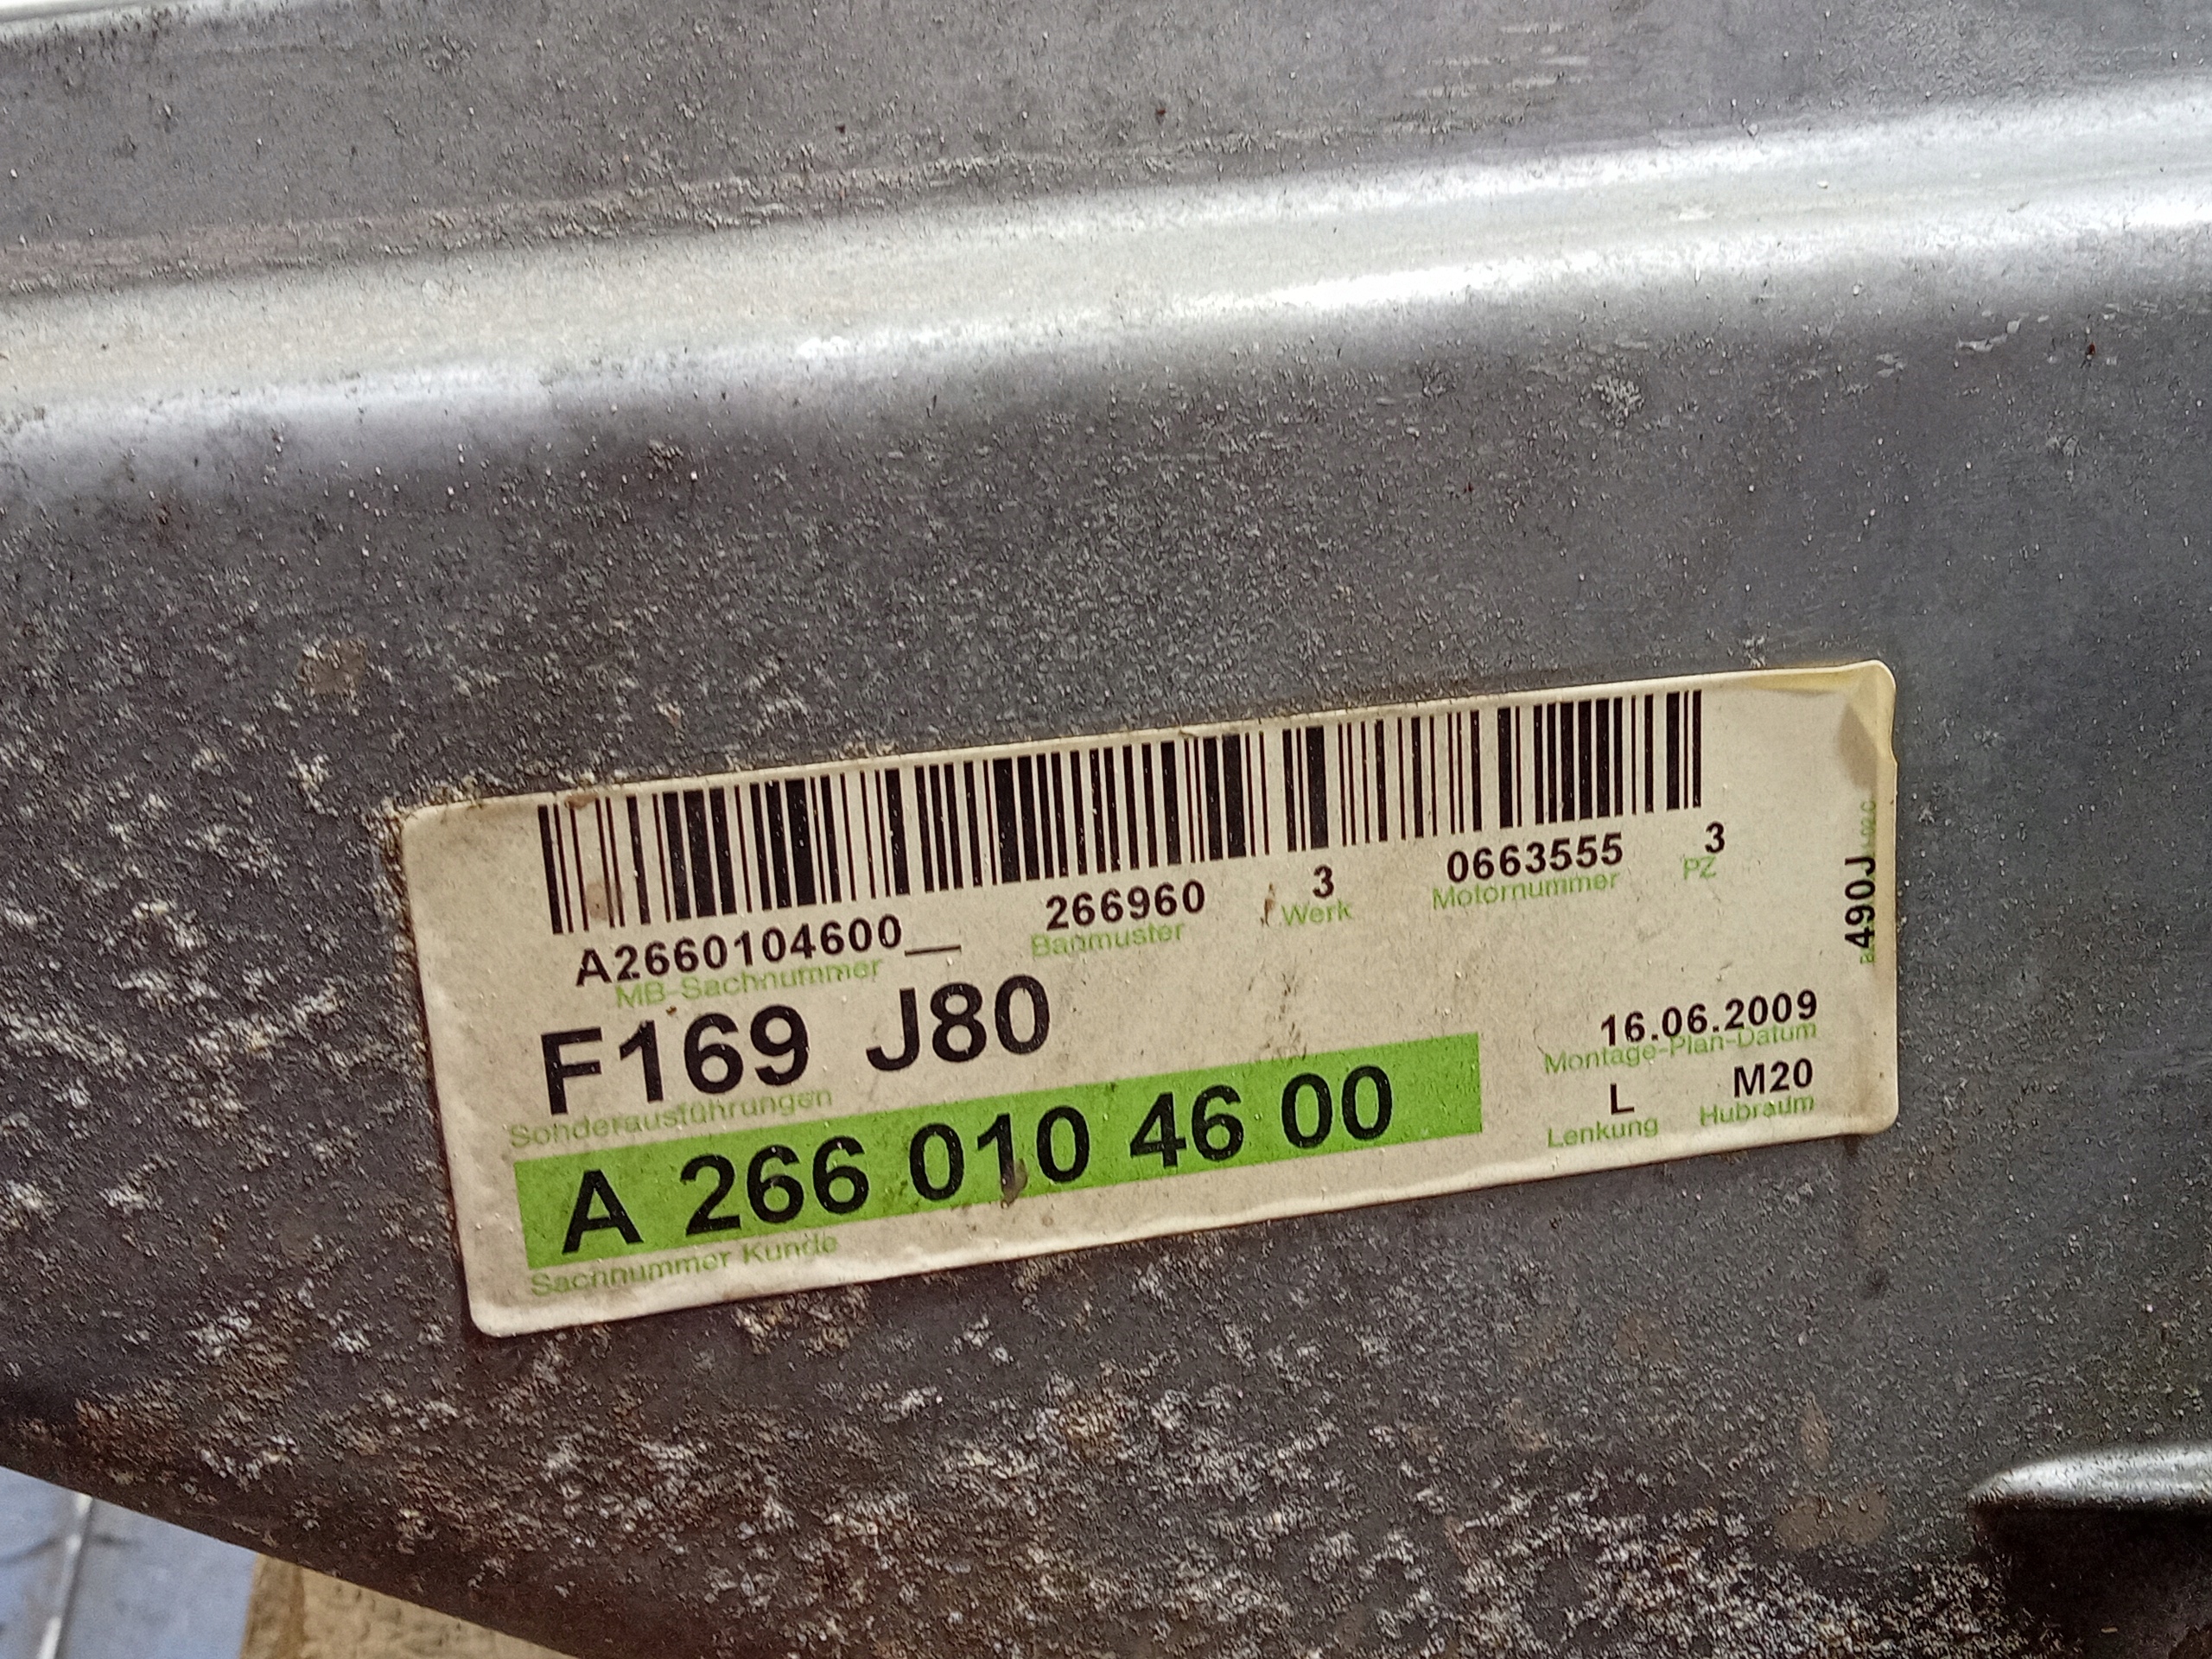 A2660104600__ 266960 3 0663555 3
MB-Sachnummer Baumuster Werk Motornummer PZ
F169 J80
Sonderausführungen
A 266 010 46 00
Sachnummer Kunde
16.06.2009
Montage-Plan-Datum
L M20
Lenkung Hubraum
490J